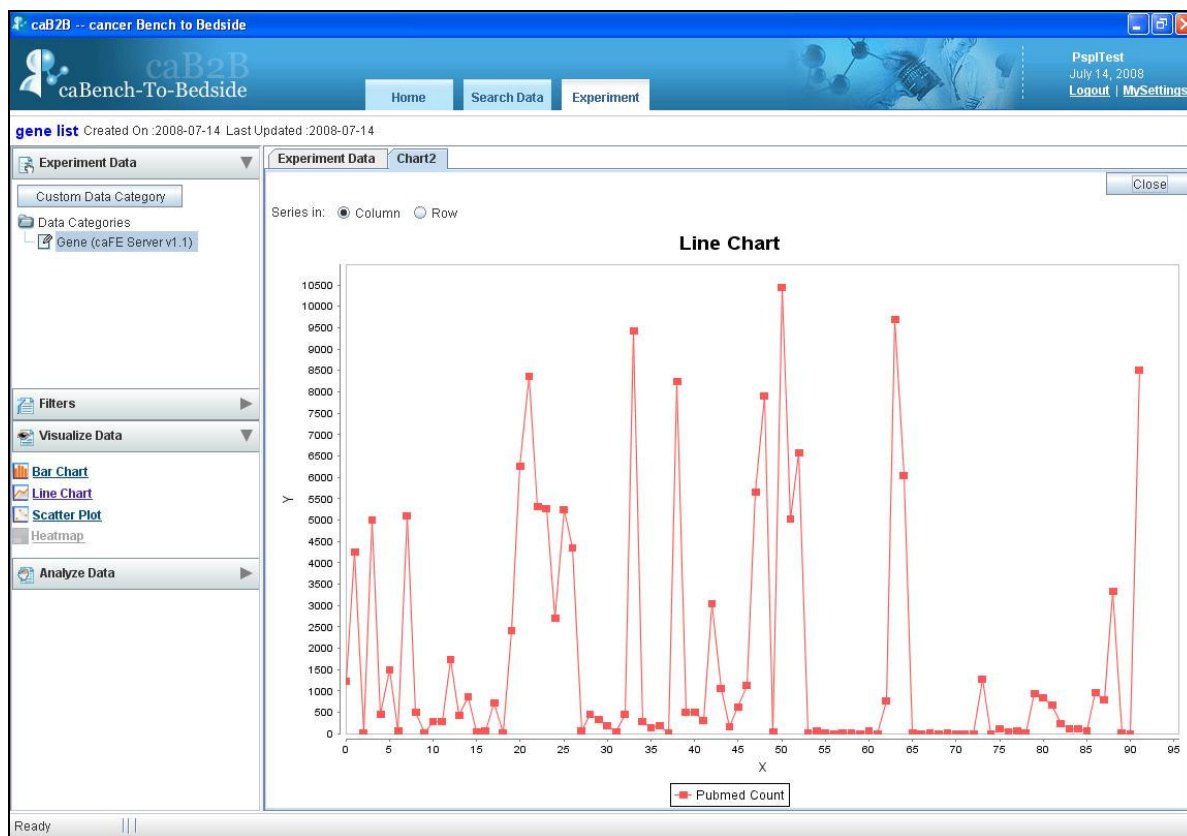 caB2B -- cancer Bench to Bedside
caB2B
caBench-To-Bedside
Home
Search Data
Experiment
PsplTest
July 14, 2008
Logout | MySettings
gene list Created On :2008-07-14 Last Updated :2008-07-14
Experiment Data
Custom Data Category
Data Categories
Gene (caFE Server v1.1)
Filters
Visualize Data
Bar Chart
Line Chart
Scatter Plot
Heatmap
Analyze Data
Experiment Data
Chart2
Close
Series in: Column Row
Line Chart
10500
10000
9500
9000
8500
8000
7500
7000
6500
6000
5500
5000
4500
4000
3500
3000
2500
2000
1500
1000
500
0
Y
0 5 10 15 20 25 30 35 40 45 50 55 60 65 70 75 80 85 90 95
X
Pubmed Count
Ready